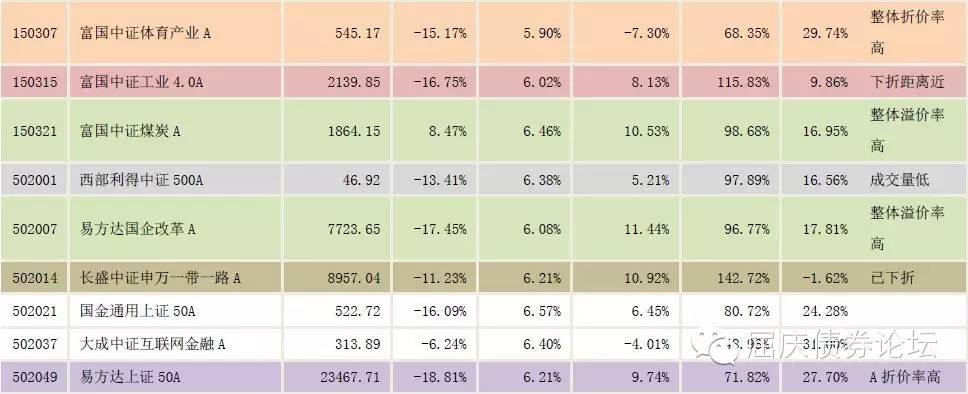 150307 富国中证体育产业 A 545.17 -15.17% 5.90% -7.30% 68.35% 29.74% 整体折价率
高
150315 富国中证工业 4.0A 2139.85 -16.75% 6.02% 8.13% 115.83% 9.86% 下折距离近
150321 富国中证煤炭 A 1864.15 8.47% 6.46% 10.53% 98.68% 16.95% 整体溢价率
高
502001 西部利得中证 500A 46.92 -13.41% 6.38% 5.21% 97.89% 16.56% 成交量低
502007 易方达国企改革 A 7723.65 -17.45% 6.08% 11.44% 96.77% 17.81% 整体溢价率
高
502014 长盛中证申万一带一路 A 8957.04 -11.23% 6.21% 10.92% 142.72% -1.62% 已下折
502021 国金通用上证 50A 522.72 -16.09% 6.57% 6.45% 80.72% 24.28%
502037 大成中证互联网金融 A 313.89 -6.24% 6.40% -4.01%
屈庆债券论坛
502049 易方达上证 50A 23467.71 -18.81% 6.21% 9.74% 71.82% 27.70% A 折价率高